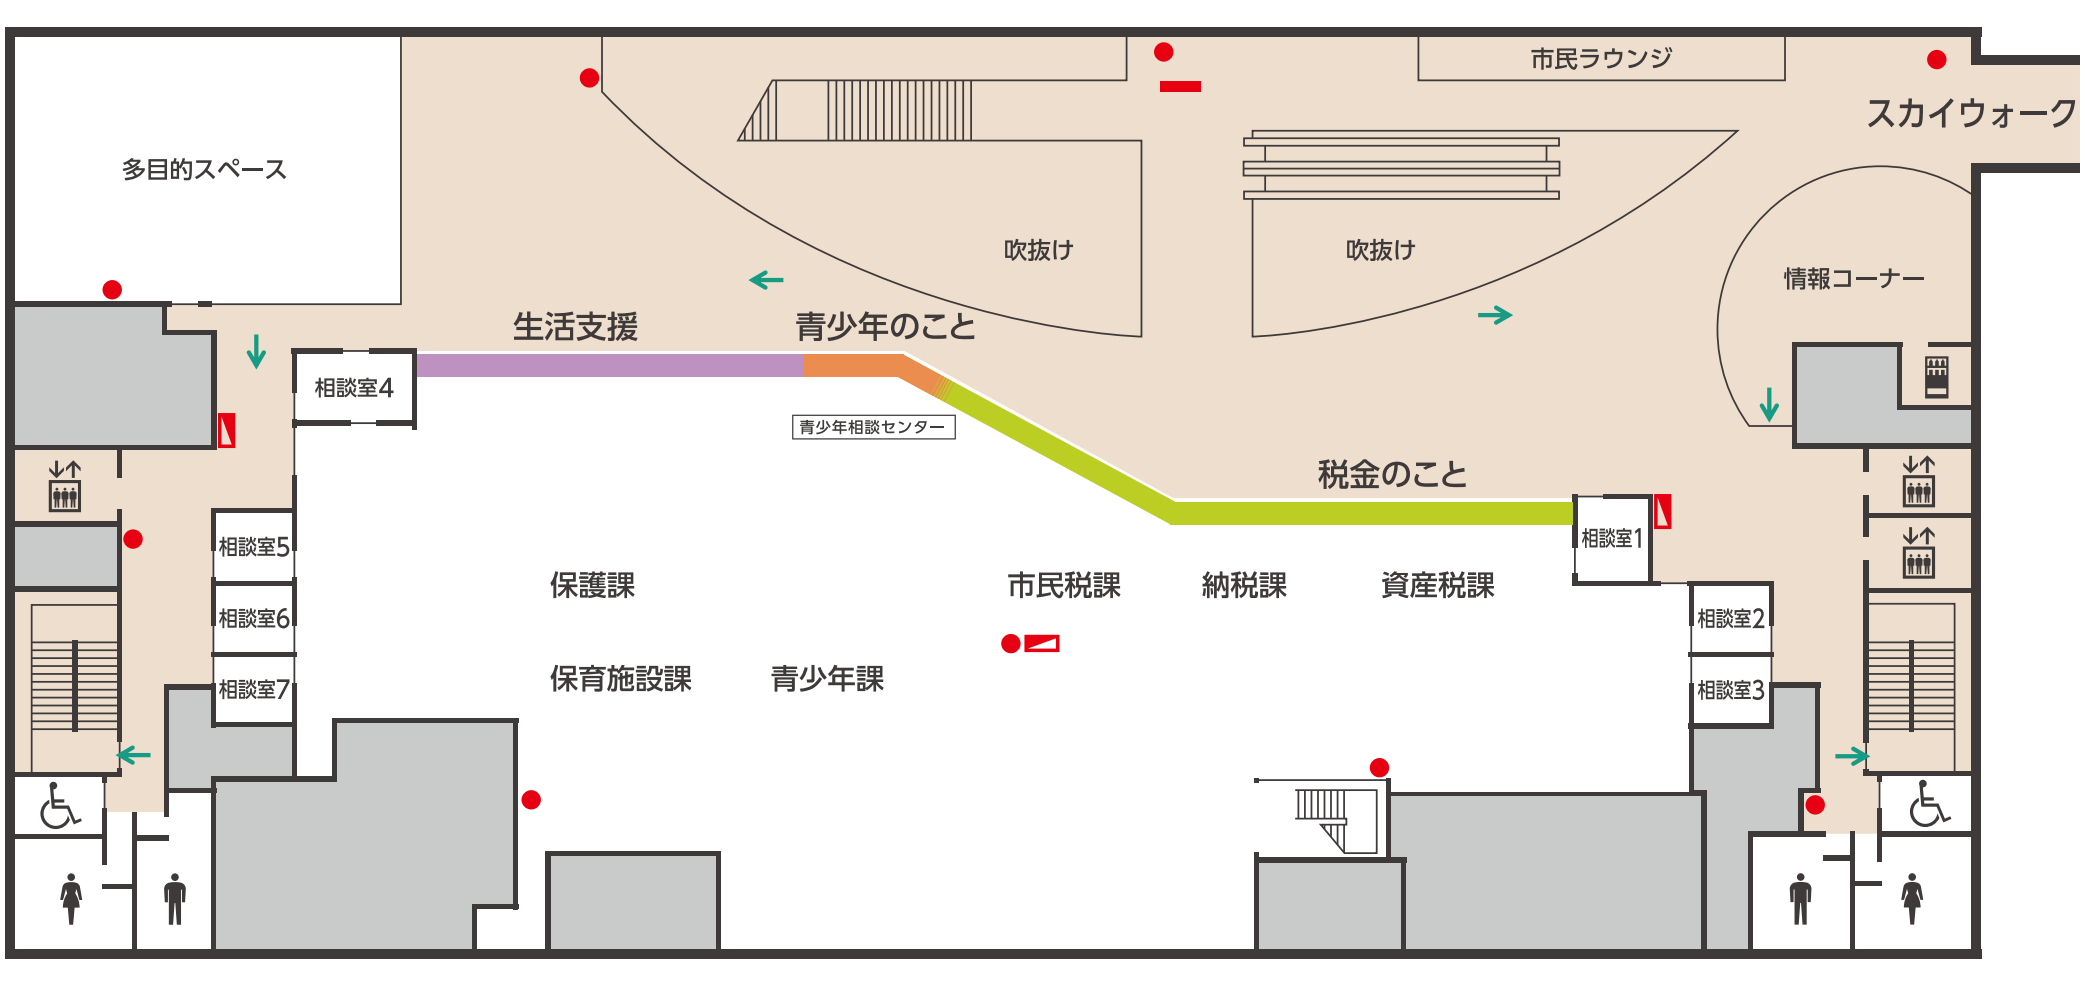 市民ラウンジ
スカイウォーク
多目的スペース
吹抜け
吹抜け
情報コーナー
生活支援
青少年のこと
相談室4
青少年相談センター
税金のこと
相談室1
相談室5
保護課
市民税課
納税課
資産税課
相談室6
相談室2
保育施設課
青少年課
相談室7
相談室3